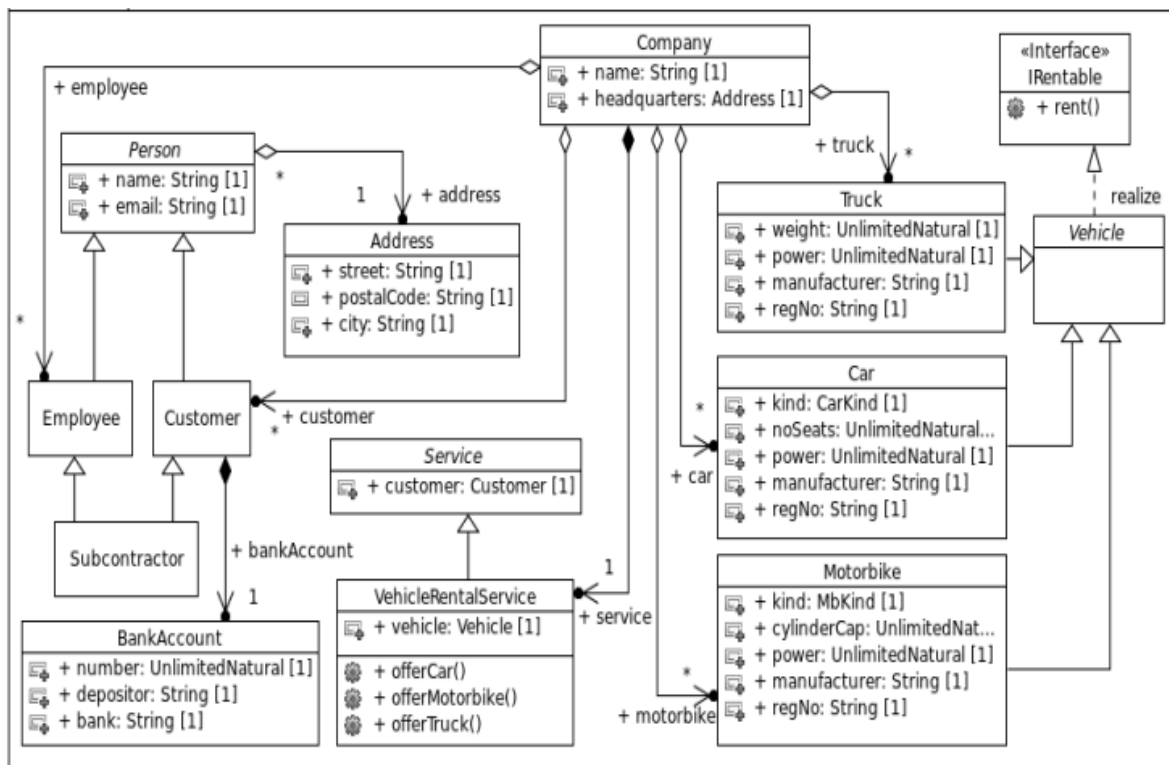 Company
+ name: String [1]
+ headquarters: Address [1]
«Interface»
IRentable
+ rent()
+ employee
+ truck
*
realize
Person
+ name: String [1]
+ email: String [1]
*
1
+ address
Address
+ street: String [1]
+ postalCode: String [1]
+ city: String [1]
Truck
+ weight: UnlimitedNatural [1]
+ power: UnlimitedNatural [1]
+ manufacturer: String [1]
+ regNo: String [1]
Vehicle
*
Employee
Customer
+ customer
*
Car
+ kind: CarKind [1]
+ noSeats: UnlimitedNatural...
+ power: UnlimitedNatural [1]
+ manufacturer: String [1]
+ regNo: String [1]
*
+ car
Service
+ customer: Customer [1]
Subcontractor
+ bankAccount
1
BankAccount
+ number: UnlimitedNatural [1]
+ depositor: String [1]
+ bank: String [1]
VehicleRentalService
+ vehicle: Vehicle [1]
+ offerCar()
+ offerMotorbike()
+ offerTruck()
1
+ service
Motorbike
+ kind: MbKind [1]
+ cylinderCap: UnlimitedNat...
+ power: UnlimitedNatural [1]
+ manufacturer: String [1]
+ regNo: String [1]
*
+ motorbike